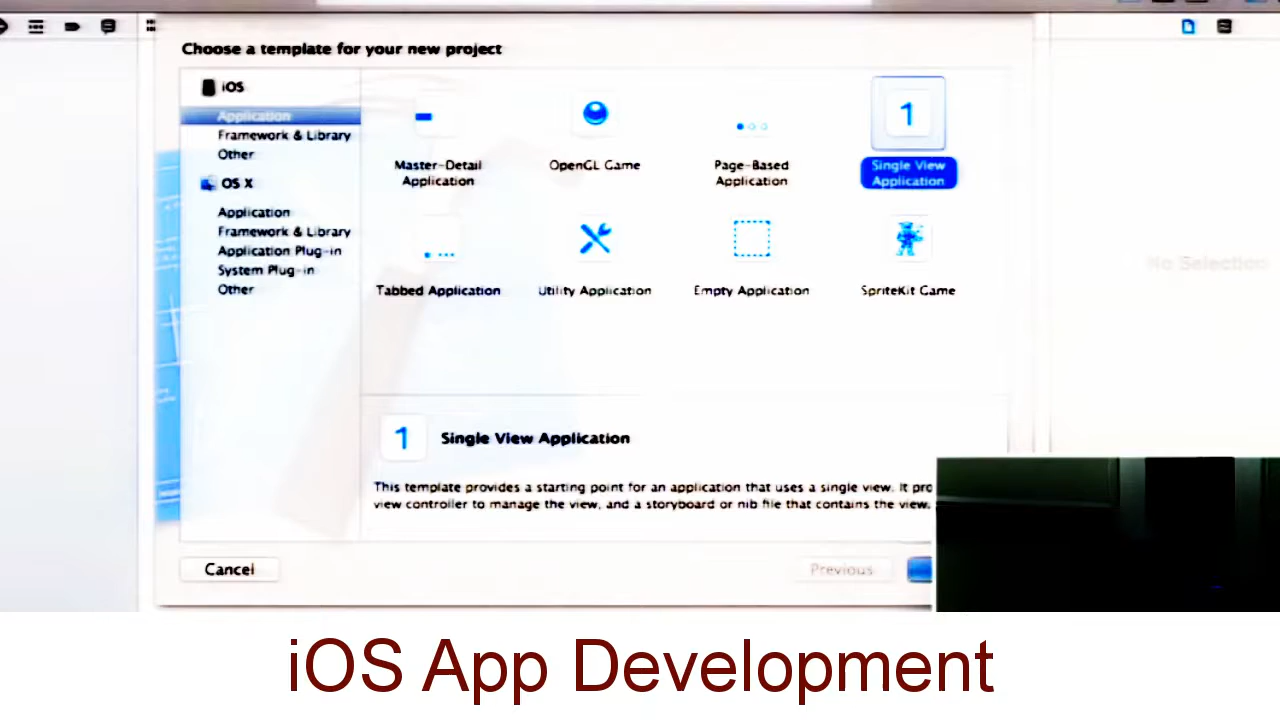 Choose a template for your new project
iOS
Application
Framework & Library
Other
OS X
Application
Framework & Library
Application Plug-in
System Plug-in
Other
Master-Detail
Application
OpenGL Game
Page-Based
Application
1
Single View
Application
Tabbed Application
Utility Application
Empty Application
SpriteKit Game
No Selection
1
Single View Application
This template provides a starting point for an application that uses a single view. It pro
view controller to manage the view, and a storyboard or nib file that contains the view.
Cancel
Previous
iOS App Development